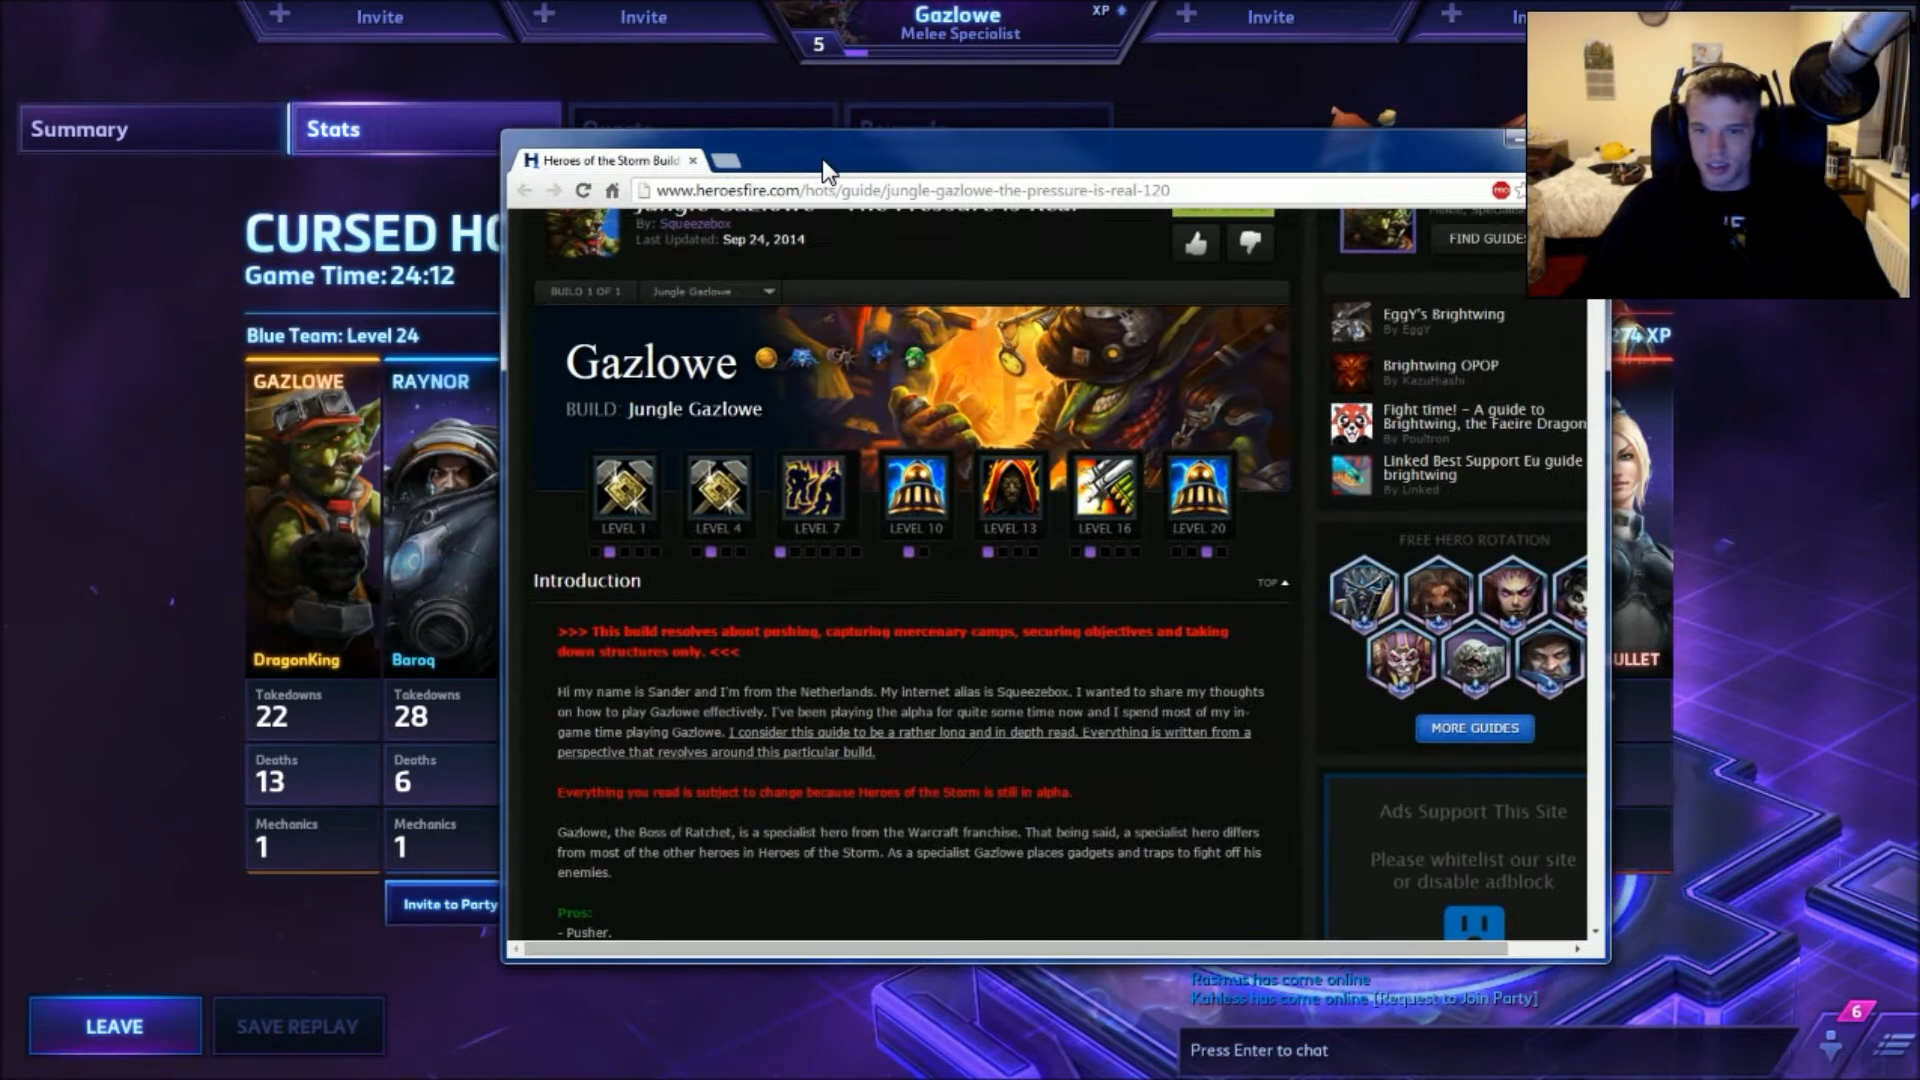 Invite
Invite
Gazlowe
Melee Specialist
XP
5
Invite
Summary
Stats
CURSED HO
Game Time: 24:12
Blue Team: Level 24
GAZLOWE
RAYNOR
DragonKing
Baroq
Takedowns
22
Takedowns
28
Deaths
13
Deaths
6
Mechanics
1
Mechanics
1
Invite to Party
LEAVE
SAVE REPLAY
Heroes of the Storm Build
www.heroesfire.com/hots/guide/jungle-gazlowe-the-pressure-is-real-120
By: Squeezebox
Last Updated: Sep 24, 2014
BUILD 1 OF 1
Jungle Gazlowe
Gazlowe
BUILD: Jungle Gazlowe
LEVEL 1
LEVEL 4
LEVEL 7
LEVEL 10
LEVEL 13
LEVEL 16
LEVEL 20
Introduction
TOP
>>> This build resolves about pushing, capturing mercenary camps, securing objectives and taking
down structures only. <<<
Hi my name is Sander and I'm from the Netherlands. My internet alias is Squeezebox. I wanted to share my thoughts
on how to play Gazlowe effectively. I've been playing the alpha for quite some time now and I spend most of my in-
game time playing Gazlowe. I consider this guide to be a rather long and in depth read. Everything is written from a
perspective that revolves around this particular build.
Everything you read is subject to change because Heroes of the Storm is still in alpha.
Gazlowe, the Boss of Ratchet, is a specialist hero from the Warcraft franchise. That being said, a specialist hero differs
from most of the other heroes in Heroes of the Storm. As a specialist Gazlowe places gadgets and traps to fight off his
enemies.
Pros:
- Pusher.
FIND GUIDES
EggY's Brightwing
By EggY
Brightwing OPOP
By KazuHiashi
Fight time! – A guide to
Brightwing, the Faeire Dragon
By Poultron
Linked Best Support Eu guide
brightwing
By Linked
FREE HERO ROTATION
MORE GUIDES
Ads Support This Site
Please whitelist our site
or disable adblock
274 XP
ULLET
Rasmus has come online
Kahless has come online [Request to Join Party]
Press Enter to chat
6